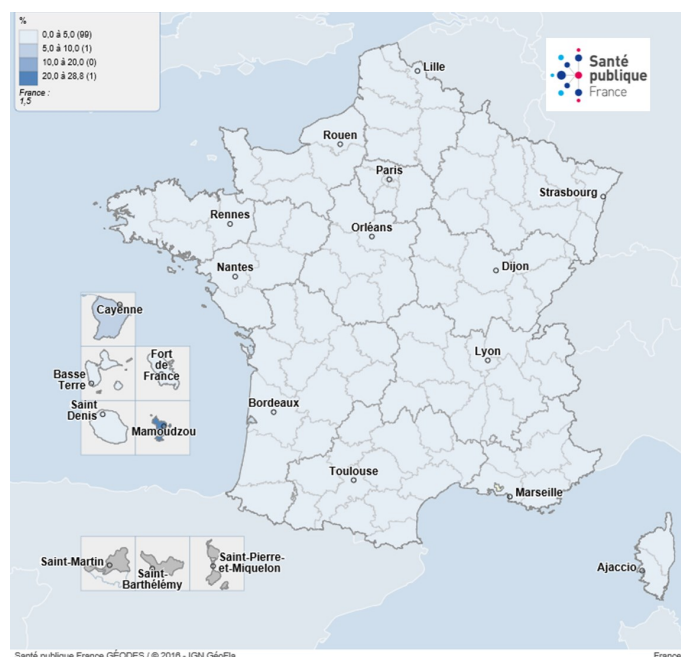 %
0,0 à 5,0 (99)
5,0 à 10,0 (1)
10,0 à 20,0 (0)
20,0 à 28,8 (1)
France :
1,5
Santé
publique
France
Lille
Rouen
Paris
Strasbourg
Rennes
Orléans
Nantes
Dijon
Cayenne
Lyon
Fort
de
France
Basse
Terre
Saint
Denis
Mamoudzou
Bordeaux
Toulouse
Marseille
Saint-Martin
Saint-
Barthélémy
Saint-Pierre-
et-Miquelon
Ajaccio
Santé publique France GÉODES / © 2016 - IGN GéoFla
France